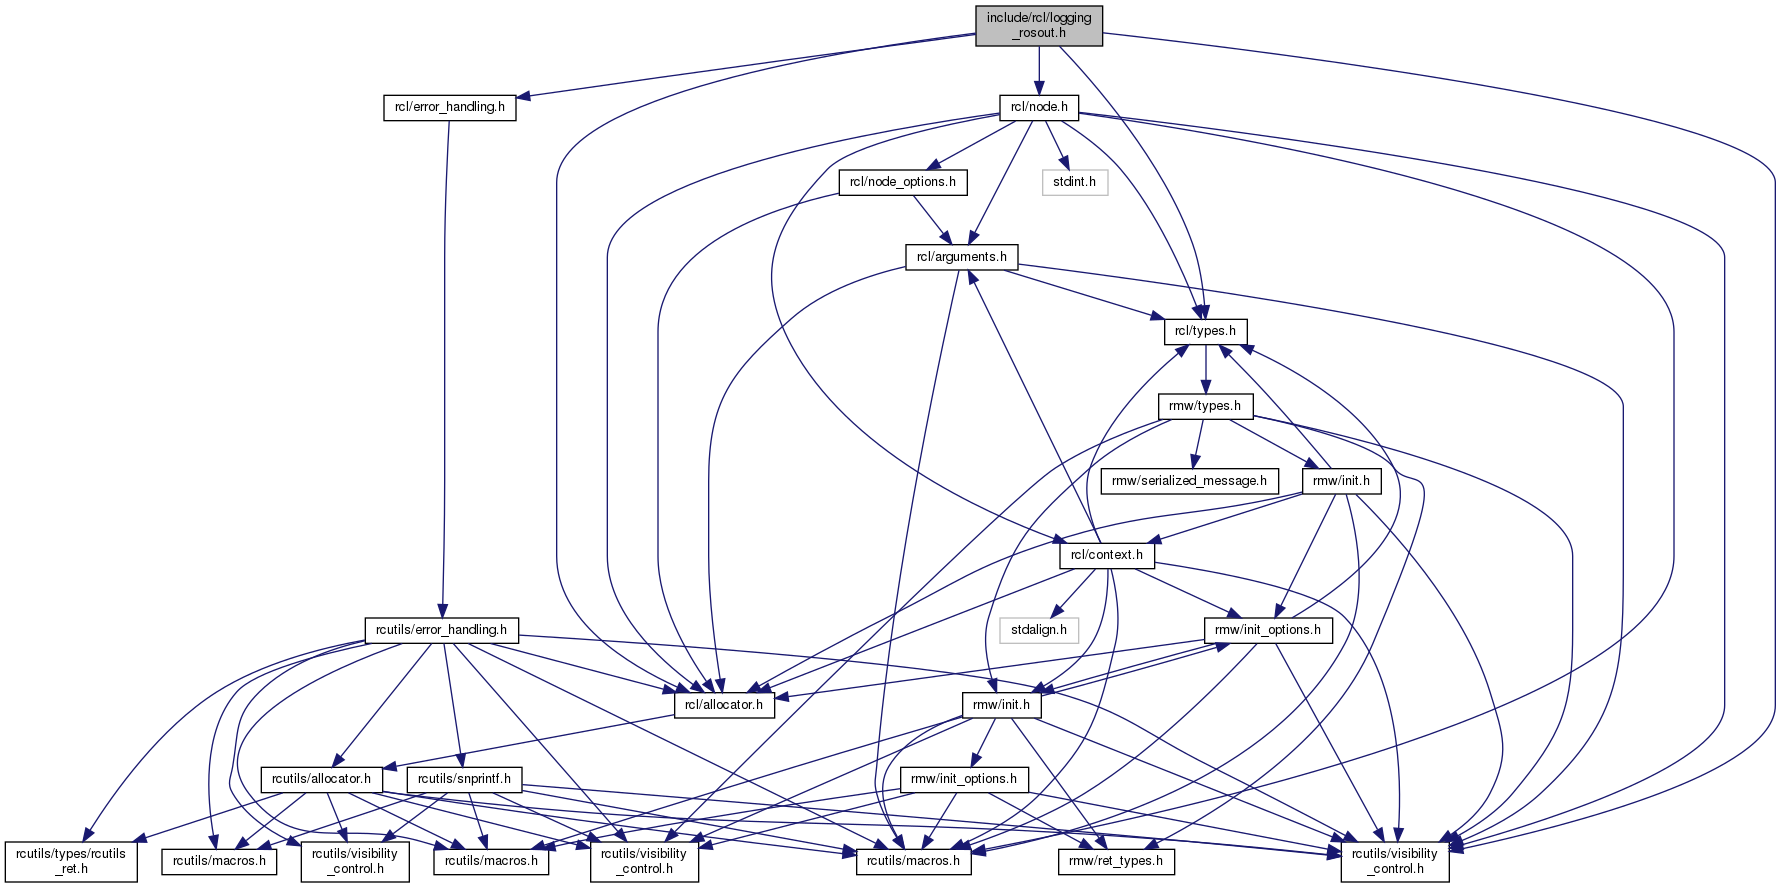 include/rcl/logging
_rosout.h
rcl/error_handling.h
rcl/node.h
rcl/node_options.h
stdint.h
rcl/arguments.h
rcl/types.h
rmw/types.h
rmw/serialized_message.h
rmw/init.h
rcl/context.h
rcutils/error_handling.h
stdalign.h
rmw/init_options.h
rcl/allocator.h
rmw/init.h
rcutils/allocator.h
rcutils/snprintf.h
rmw/init_options.h
rcutils/types/rcutils
_ret.h
rcutils/macros.h
rcutils/visibility
_control.h
rcutils/macros.h
rcutils/visibility
_control.h
rcutils/macros.h
rmw/ret_types.h
rcutils/visibility
_control.h